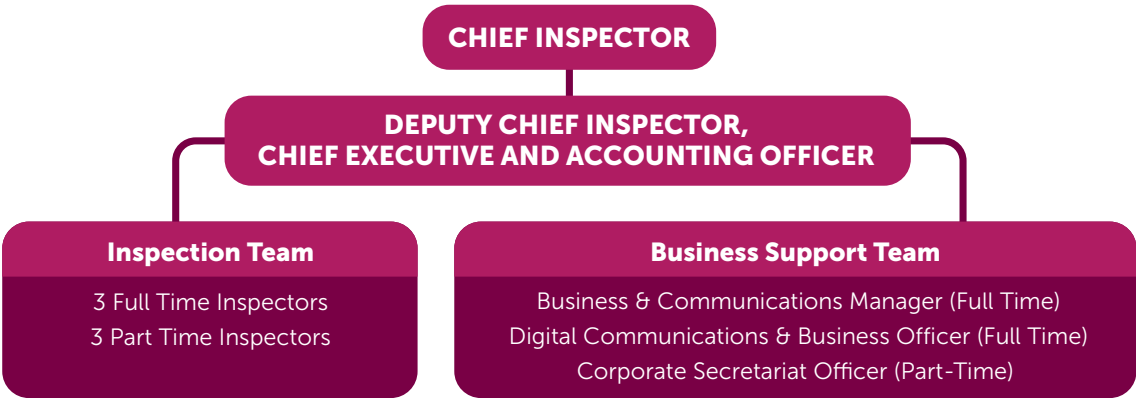 CHIEF INSPECTOR
DEPUTY CHIEF INSPECTOR,
CHIEF EXECUTIVE AND ACCOUNTING OFFICER
Inspection Team
3 Full Time Inspectors
3 Part Time Inspectors
Business Support Team
Business & Communications Manager (Full Time)
Digital Communications & Business Officer (Full Time)
Corporate Secretariat Officer (Part-Time)